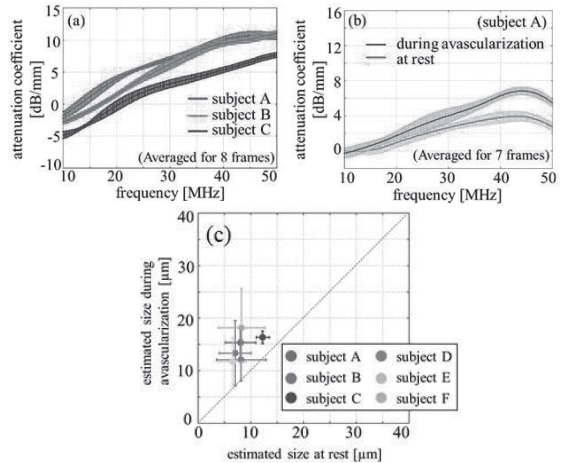 (a)
attenuation coefficient
[dB/mm]
15
10
5
0
-5
-10
subject A
subject B
subject C
(Averaged for 8 frames)
10 20 30 40 50
frequency [MHz]
(b)
(subject A)
attenuation coefficient
[dB/mm]
16
12
8
4
0
during avascularization
at rest
(Averaged for 7 frames)
10 20 30 40 50
frequency [MHz]
(c)
estimated size during
avascularization [μm]
40
30
20
10
0
subject A subject D
subject B subject E
subject C subject F
0 10 20 30 40
estimated size at rest [μm]